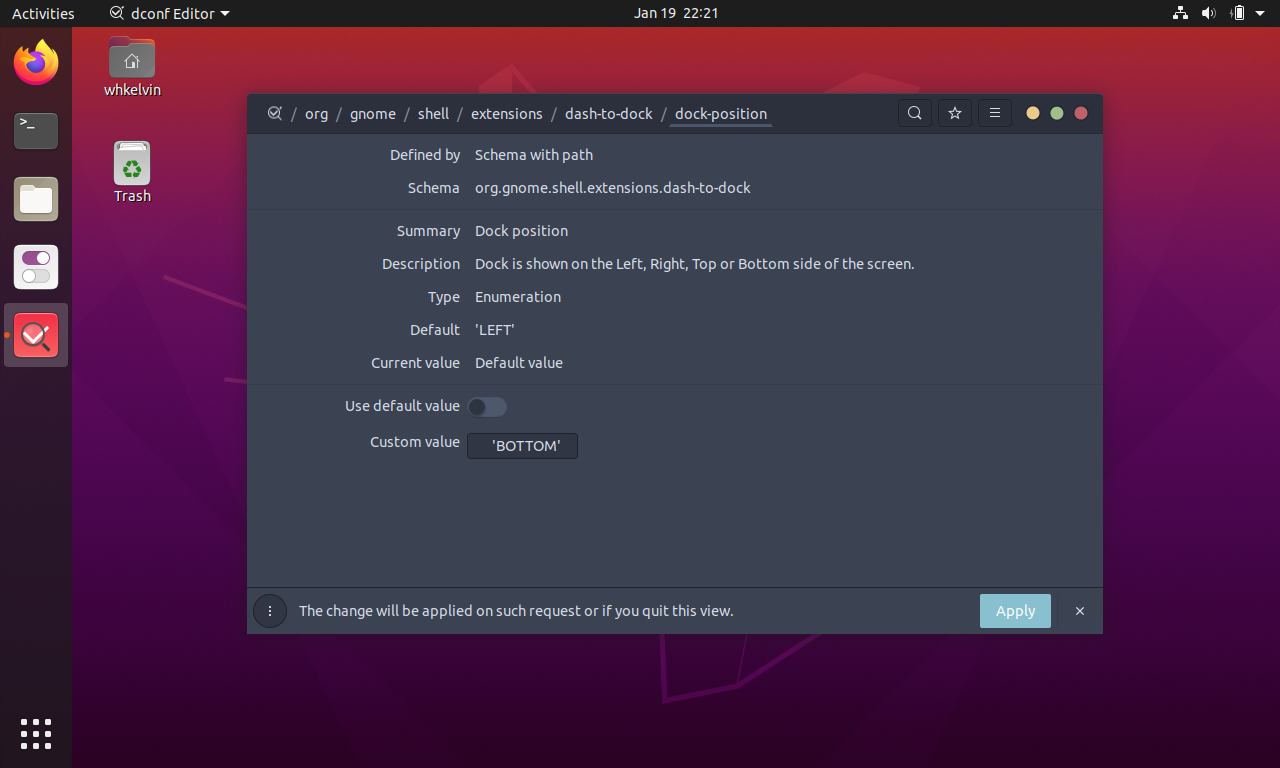 Activities dconf Editor Jan 19 22:21
whkelvin
Trash
>_
/ org / gnome / shell / extensions / dash-to-dock / dock-position
Defined by Schema with path
Schema org.gnome.shell.extensions.dash-to-dock
Summary Dock position
Description Dock is shown on the Left, Right, Top or Bottom side of the screen.
Type Enumeration
Default 'LEFT'
Current value Default value
Use default value
Custom value 'BOTTOM'
The change will be applied on such request or if you quit this view. Apply